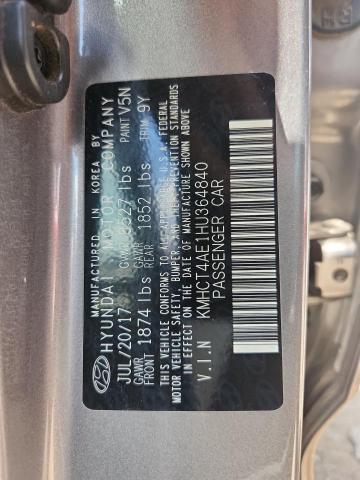 MANUFACTURED IN KOREA BY
HYUNDAI MOTOR COMPANY
JUL/20/17 GVWR 3527 lbs PAINT V5N
GAWR FRONT 1874 lbs GAWR REAR 1852 lbs TRIM 9Y
THIS VEHICLE CONFORMS TO ALL APPLICABLE U.S.A. FEDERAL
MOTOR VEHICLE SAFETY, BUMPER, AND THEFT PREVENTION STANDARDS
IN EFFECT ON THE DATE OF MANUFACTURE SHOWN ABOVE.
KMHCT4AE1HU364840
V.I.N PASSENGER CAR